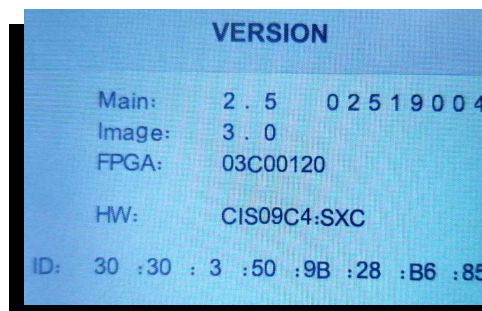 VERSION
Main: 2 . 5 0 2 5 1 9 0 0 4
Image: 3 . 0
FPGA: 03C00120
HW: CIS09C4:SXC
ID: 30 :30 : 3 :50 :9B :28 :B6 :85